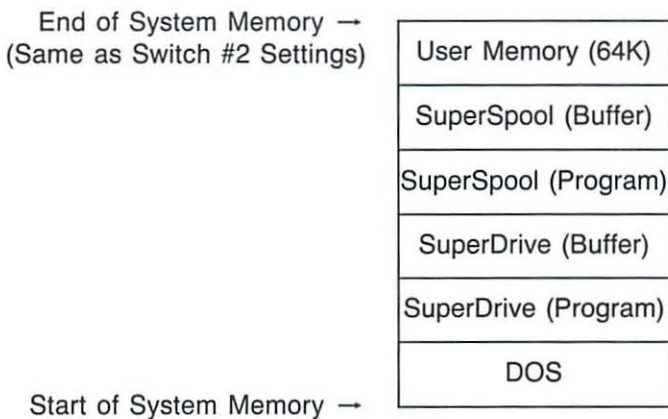 End of System Memory →
(Same as Switch #2 Settings)
User Memory (64K)
SuperSpool (Buffer)
SuperSpool (Program)
SuperDrive (Buffer)
SuperDrive (Program)
DOS
Start of System Memory →